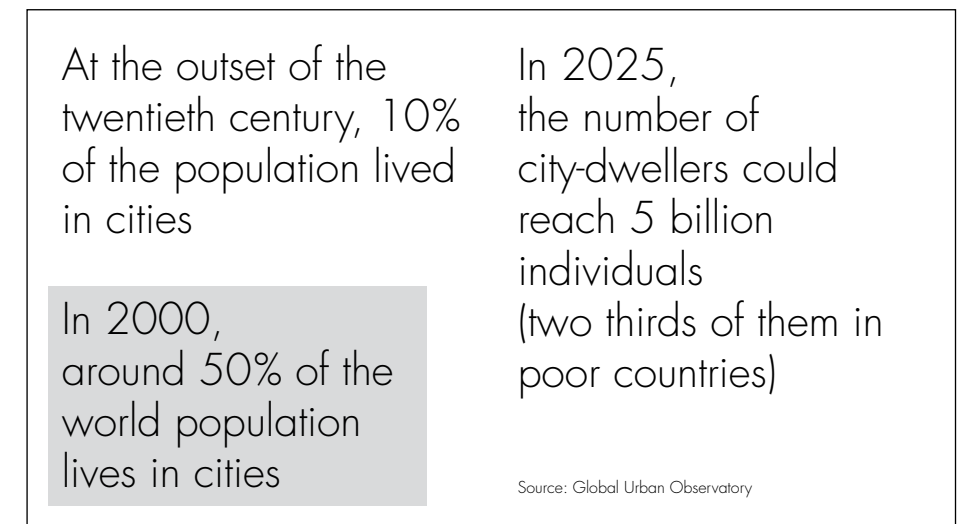 At the outset of the
twentieth century, 10%
of the population lived
in cities
In 2000,
around 50% of the
world population
lives in cities
In 2025,
the number of
city-dwellers could
reach 5 billion
individuals
(two thirds of them in
poor countries)
Source: Global Urban Observatory